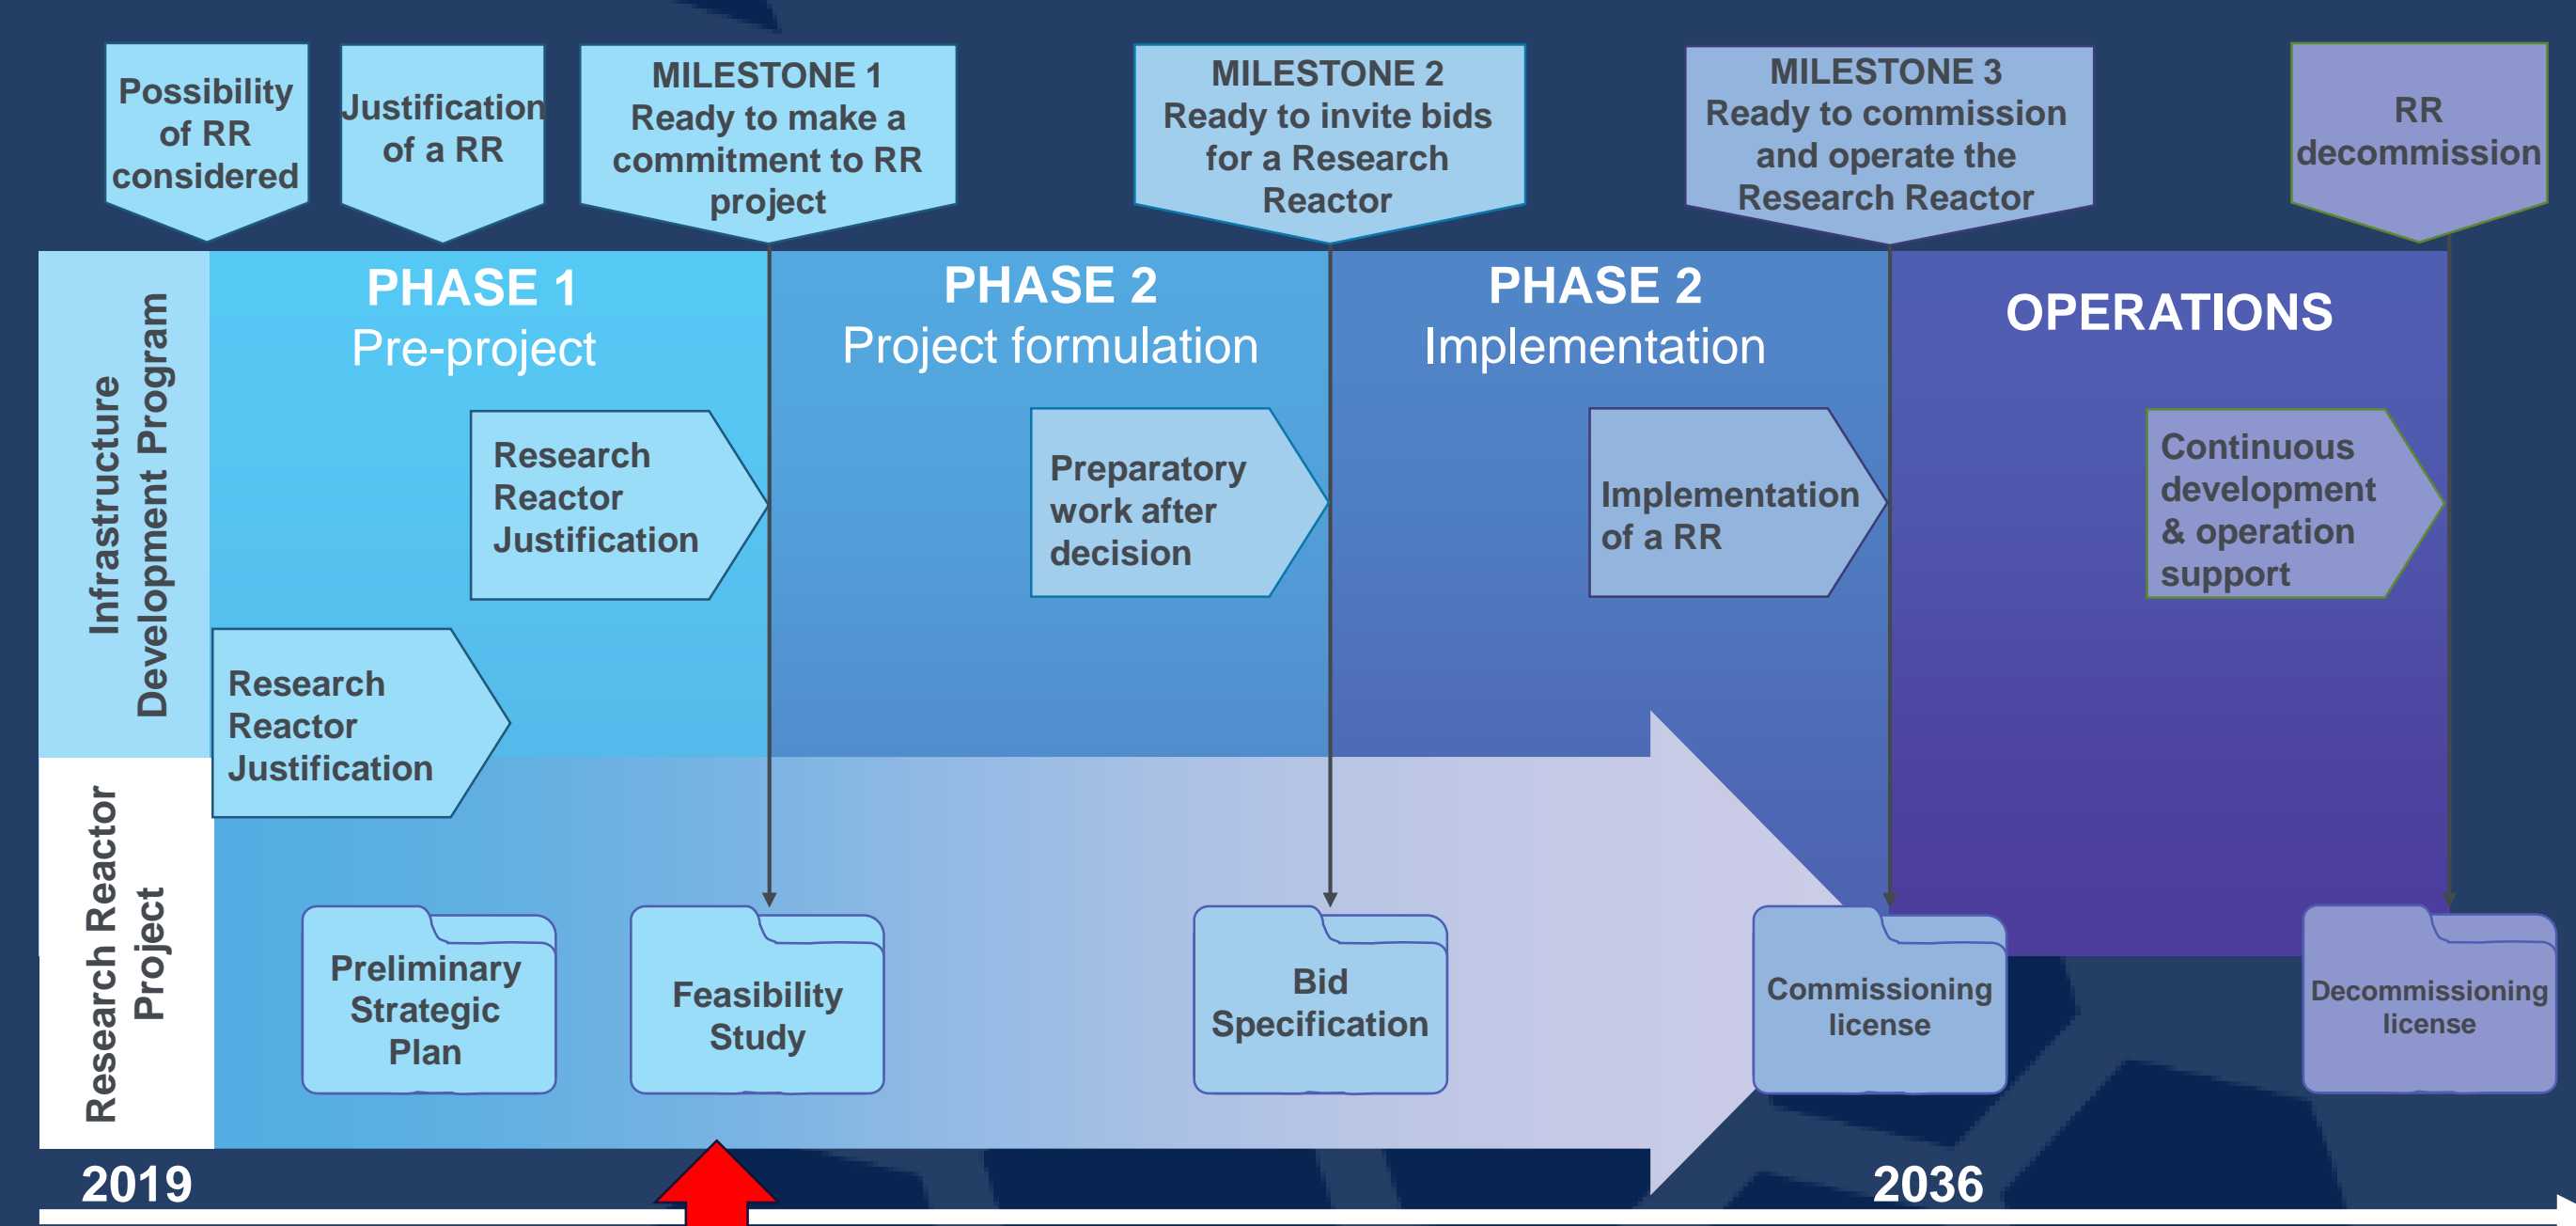 Possibility
of RR
considered
Justification
of a RR
MILESTONE 1
Ready to make a
commitment to RR
project
MILESTONE 2
Ready to invite bids
for a Research
Reactor
MILESTONE 3
Ready to commission
and operate the
Research Reactor
RR
decommission
Infrastructure
Development Program
PHASE 1
Pre-project
PHASE 2
Project formulation
PHASE 2
Implementation
OPERATIONS
Research
Reactor
Justification
Preparatory
work after
decision
Implementation
of a RR
Continuous
development
& operation
support
Research
Reactor
Justification
Research Reactor
Project
Preliminary
Strategic
Plan
Feasibility
Study
Bid
Specification
Commissioning
license
Decommissioning
license
2019
2036